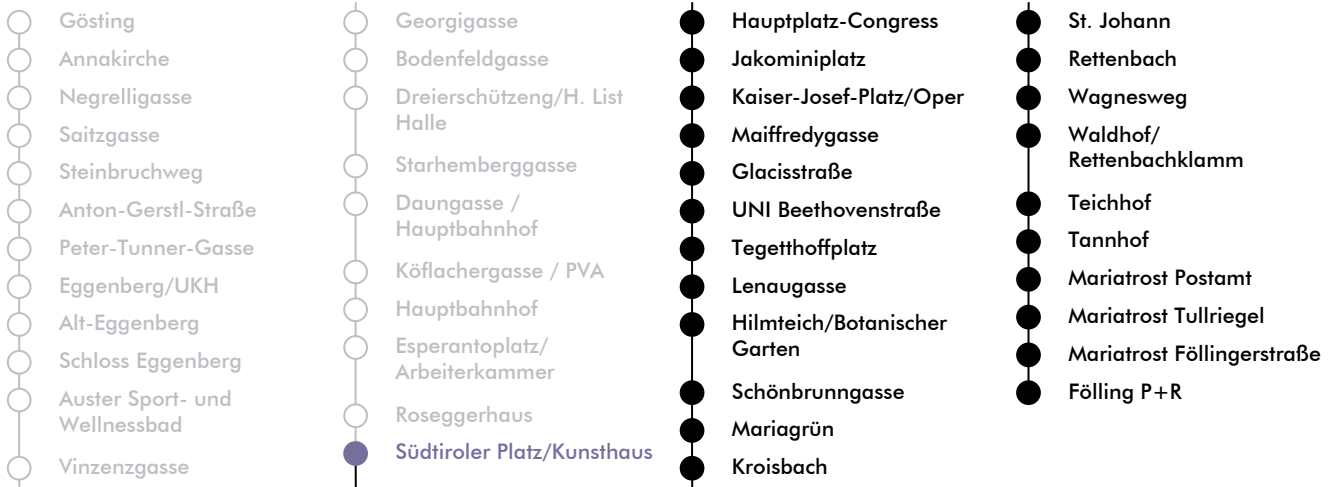 Gösting
Annakirche
Negrelligasse
Saitzgasse
Steinbruchweg
Anton-Gerstl-Straße
Peter-Tunner-Gasse
Eggenberg/UKH
Alt-Eggenberg
Schloss Eggenberg
Auster Sport- und
Wellnessbad
Vinzenzgasse
Georgigasse
Bodenfeldgasse
Dreierschützeng/H. List
Halle
Starhemberggasse
Daungasse /
Hauptbahnhof
Köflachergasse / PVA
Hauptbahnhof
Esperantoplatz/
Arbeiterkammer
Roseggerhaus
Südtiroler Platz/Kunsthaus
Hauptplatz-Congress
Jakominiplatz
Kaiser-Josef-Platz/Oper
Maiffredygasse
Glacisstraße
UNI Beethovenstraße
Tegetthoffplatz
Lenaugasse
Hilmteich/Botanischer
Garten
Schönbrunngasse
Mariagrün
Kroisbach
St. Johann
Rettenbach
Wagnesweg
Waldhof/
Rettenbachklamm
Teichhof
Tannhof
Mariatrost Postamt
Mariatrost Tullriegel
Mariatrost Föllingerstraße
Fölling P+R